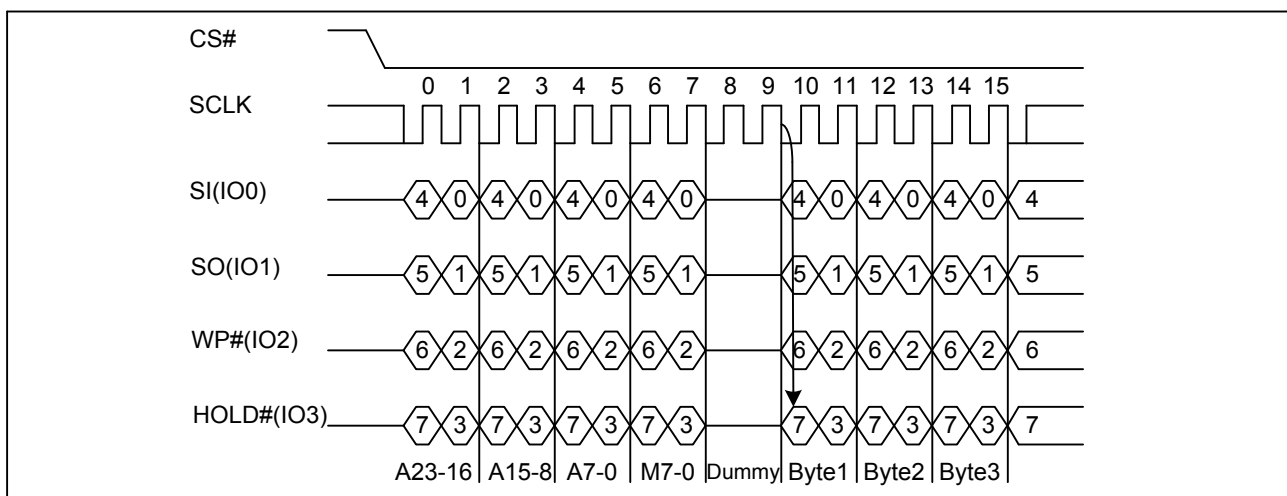 CS#
0 1 2 3 4 5 6 7 8 9 10 11 12 13 14 15
SCLK
SI(IO0) 4 0 4 0 4 0 4 0 4 0 4 0 4 0 4
SO(IO1) 5 1 5 1 5 1 5 1 5 1 5 1 5 1 5
WP#(IO2) 6 2 6 2 6 2 6 2 6 2 6 2 6 2 6
HOLD#(IO3) 7 3 7 3 7 3 7 3 7 3 7 3 7 3 7
A23-16 A15-8 A7-0 M7-0 Dummy Byte1 Byte2 Byte3